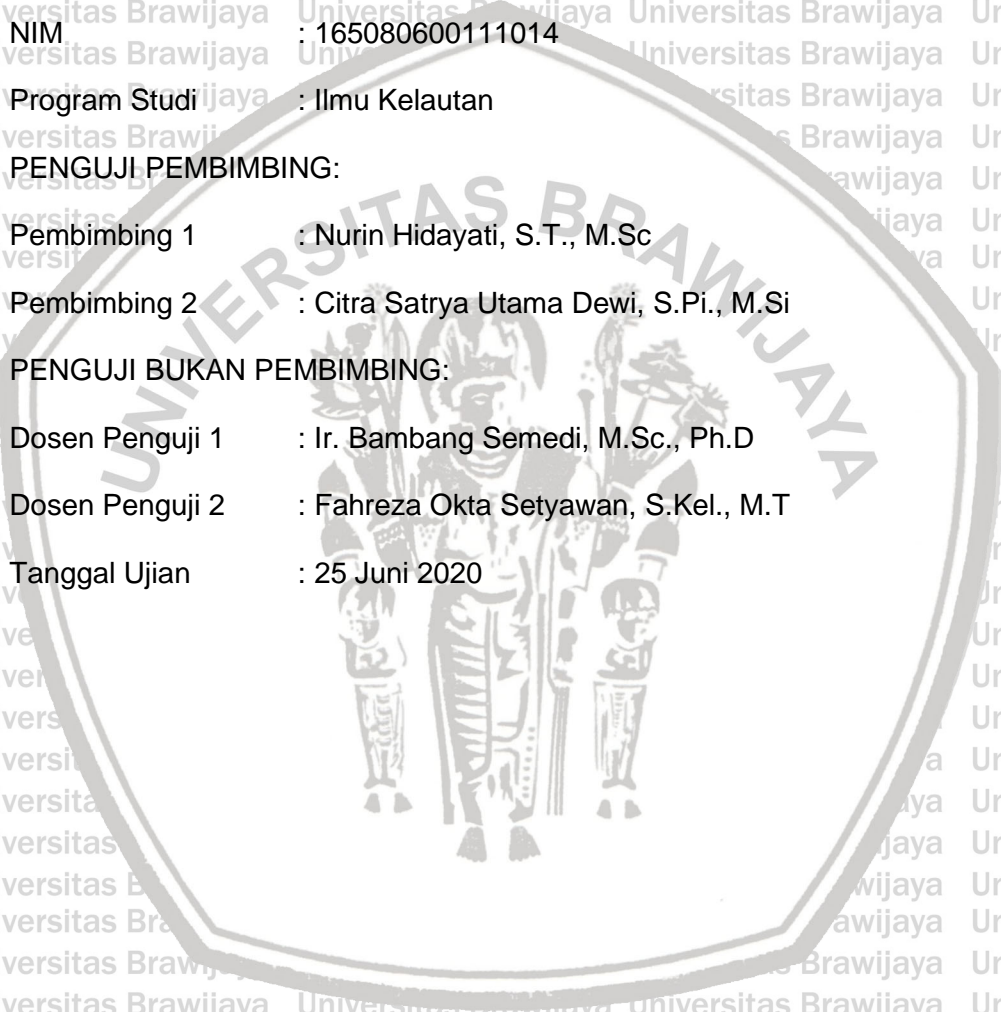 NIM : 165080600111014
Program Studi : Ilmu Kelautan
PENGUJI PEMBIMBING:
Pembimbing 1 : Nurin Hidayati, S.T., M.Sc
Pembimbing 2 : Citra Satrya Utama Dewi, S.Pi., M.Si
PENGUJI BUKAN PEMBIMBING:
Dosen Penguji 1 : Ir. Bambang Semedi, M.Sc., Ph.D
Dosen Penguji 2 : Fahreza Okta Setyawan, S.Kel., M.T
Tanggal Ujian : 25 Juni 2020
UNIVERSITAS BRAWIJAYA